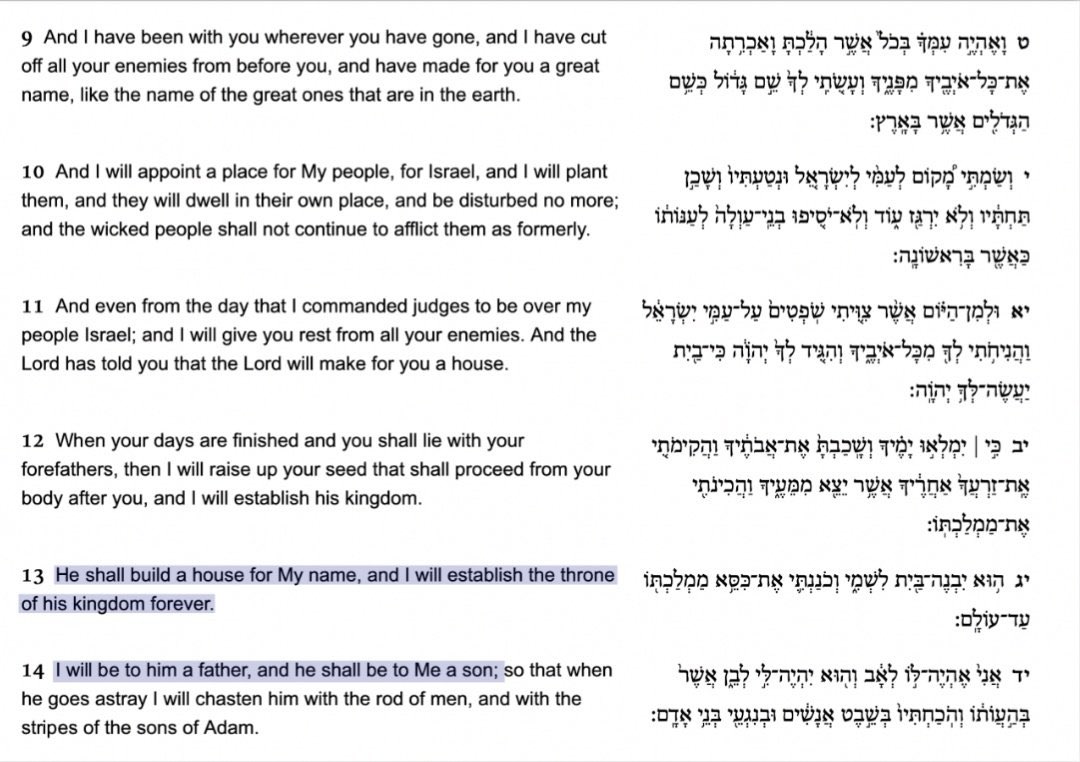 9 And I have been with you wherever you have gone, and I have cut
off all your enemies from before you, and have made for you a great
name, like the name of the great ones that are in the earth.
ט וָאֶֽהְיֶ֣ה עִמְּךָ֗ בְּכֹל֙ אֲשֶׁ֣ר הָלַ֔כְתָּ וָאַכְרִ֥תָה
אֶת־כָּל־אֹיְבֶ֖יךָ מִפָּנֶ֑יךָ וְעָשִׂ֤תִי לְךָ֙ שֵׁ֣ם גָּד֔וֹל כְּשֵׁ֥ם
הַגְּדֹלִ֖ים אֲשֶׁ֥ר בָּאָֽרֶץ:
10 And I will appoint a place for My people, for Israel, and I will plant
them, and they will dwell in their own place, and be disturbed no more;
and the wicked people shall not continue to afflict them as formerly.
י וְשַׂמְתִּ֣י מָ֠קוֹם לְעַמִּ֨י לְיִשְׂרָאֵ֤ל וּנְטַעְתִּיו֙ וְשָׁכַ֣ן
תַּחְתָּ֔יו וְלֹ֥א יִרְגַּ֖ז ע֑וֹד וְלֹֽא־יֹסִ֚יפוּ בְנֵֽי־עַוְלָה֙ לְעַנּוֹת֔וֹ
כַּאֲשֶׁ֖ר בָּרִאשׁוֹנָֽה:
11 And even from the day that I commanded judges to be over my
people Israel; and I will give you rest from all your enemies. And the
Lord has told you that the Lord will make for you a house.
יא וּלְמִן־הַיּ֗וֹם אֲשֶׁ֨ר צִוִּ֤יתִי שֹֽׁפְטִים֙ עַל־עַמִּ֣י יִשְׂרָאֵ֔ל
וַהֲנִיחֹ֥תִי לְךָ֖ מִכָּל־אֹיְבֶ֑יךָ וְהִגִּ֚יד לְךָ֙ יְהֹוָ֔ה כִּי־בַ֖יִת
יַעֲשֶׂה־לְּךָ֥ יְהֹוָֽה:
12 When your days are finished and you shall lie with your
forefathers, then I will raise up your seed that shall proceed from your
body after you, and I will establish his kingdom.
יב כִּ֣י | יִמְלְא֣וּ יָמֶ֗יךָ וְשָֽׁכַבְתָּ֙ אֶת־אֲבֹתֶ֔יךָ וַהֲקִימֹתִ֚י
אֶֽת־זַרְעֲךָ֙ אַחֲרֶ֔יךָ אֲשֶׁ֥ר יֵצֵ֖א מִמֵּעֶ֑יךָ וַהֲכִינֹתִ֖י
אֶת־מַמְלַכְתּֽוֹ:
13 He shall build a house for My name, and I will establish the throne
of his kingdom forever.
יג ה֥וּא יִבְנֶה־בַּ֖יִת לִשְׁמִ֑י וְכֹנַנְתִּ֛י אֶת־כִּסֵּ֥א מַמְלַכְתּ֖וֹ
עַד־עוֹלָֽם:
14 I will be to him a father, and he shall be to Me a son; so that when
he goes astray I will chasten him with the rod of men, and with the
stripes of the sons of Adam.
יד אֲנִי֙ אֶהְיֶה־לּ֣וֹ לְאָ֔ב וְה֖וּא יִהְיֶה־לִּ֣י לְבֵ֑ן אֲשֶׁר֙
בְּהַ֣עֲוֹת֔וֹ וְהֹֽכַחְתִּיו֙ בְּשֵׁ֣בֶט אֲנָשִׁ֔ים וּבְנִגְעֵ֖י בְּנֵ֥י אָדָֽם: